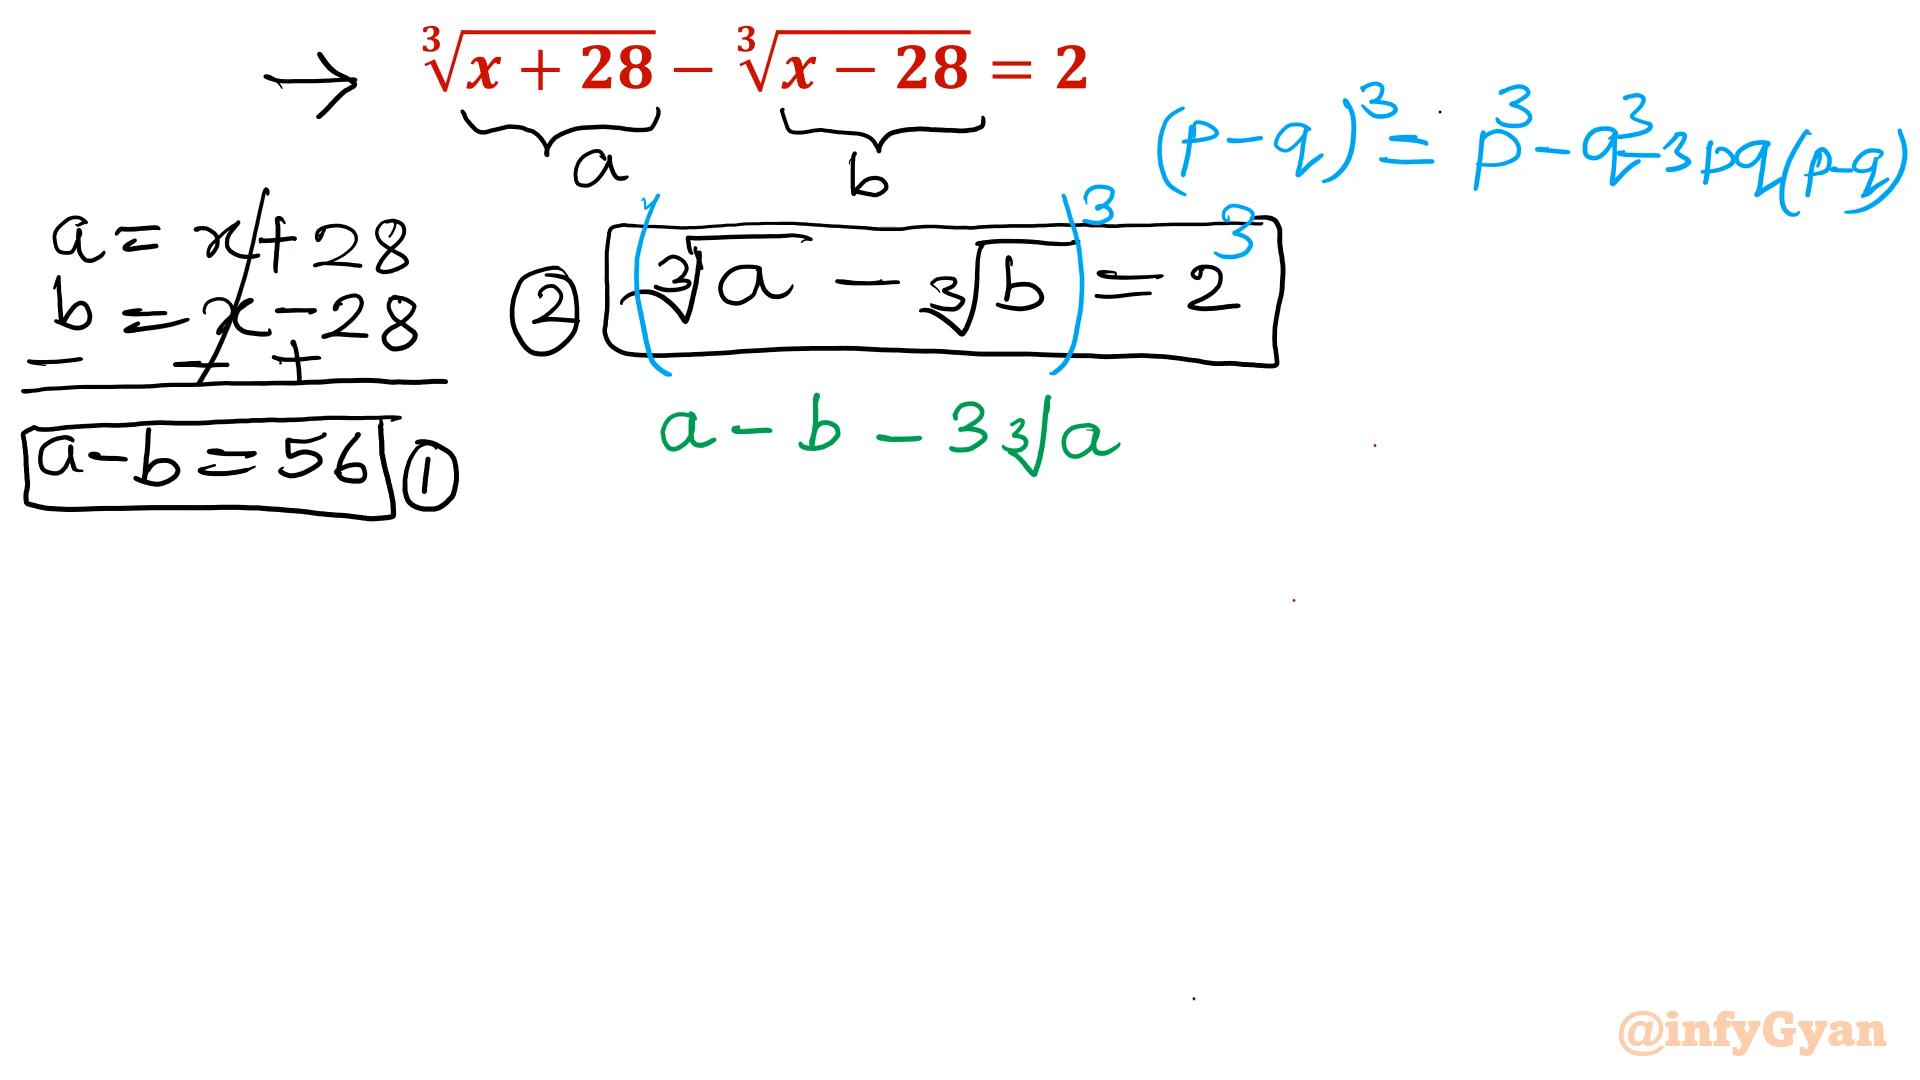 → ∛(x + 28) − ∛(x − 28) = 2
a b
(p − q)³ = p³ − q³ − 3pq(p−q)
a = x + 28
b = x − 28
− − +
a − b = 56 ①
② (∛a − ∛b)³ = 2³
a − b − 3∛a
@infyGyan